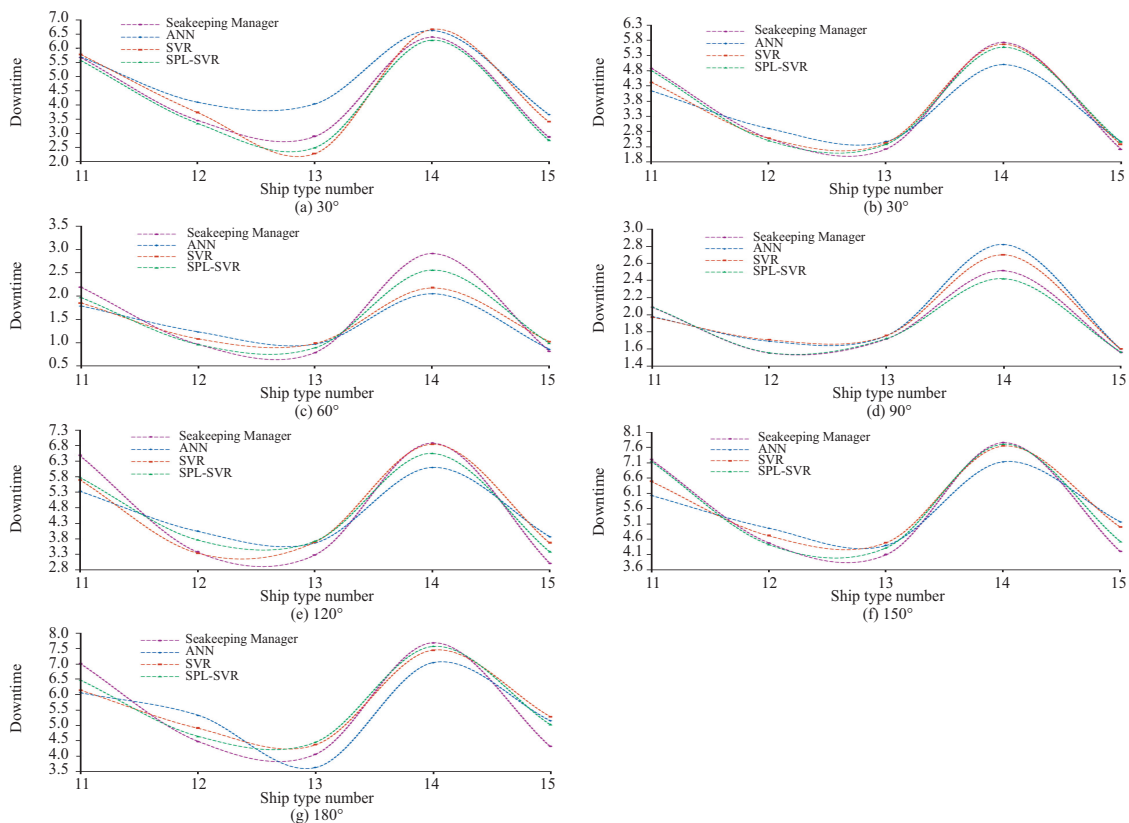 7.0
6.5
6.0
5.5
5.0
4.5
4.0
3.5
3.0
2.5
2.0
Downtime
Seakeeping Manager
ANN
SVR
SPL-SVR
11 12 13 14 15
Ship type number
(a) 30°
6.3
5.8
5.3
4.8
4.3
3.8
3.3
2.8
2.3
1.8
Downtime
Seakeeping Manager
ANN
SVR
SPL-SVR
11 12 13 14 15
Ship type number
(b) 30°
3.5
3.0
2.5
2.0
1.5
1.0
0.5
Downtime
Seakeeping Manager
ANN
SVR
SPL-SVR
11 12 13 14 15
Ship type number
(c) 60°
3.0
2.8
2.6
2.4
2.2
2.0
1.8
1.6
1.4
Downtime
Seakeeping Manager
ANN
SVR
SPL-SVR
11 12 13 14 15
Ship type number
(d) 90°
7.3
6.8
6.3
5.8
5.3
4.8
4.3
3.8
3.3
2.8
Downtime
Seakeeping Manager
ANN
SVR
SPL-SVR
11 12 13 14 15
Ship type number
(e) 120°
8.1
7.6
7.1
6.6
6.1
5.6
5.1
4.6
4.1
3.6
Downtime
Seakeeping Manager
ANN
SVR
SPL-SVR
11 12 13 14 15
Ship type number
(f) 150°
8.0
7.5
7.0
6.5
6.0
5.5
5.0
4.5
4.0
3.5
Downtime
Seakeeping Manager
ANN
SVR
SPL-SVR
11 12 13 14 15
Ship type number
(g) 180°